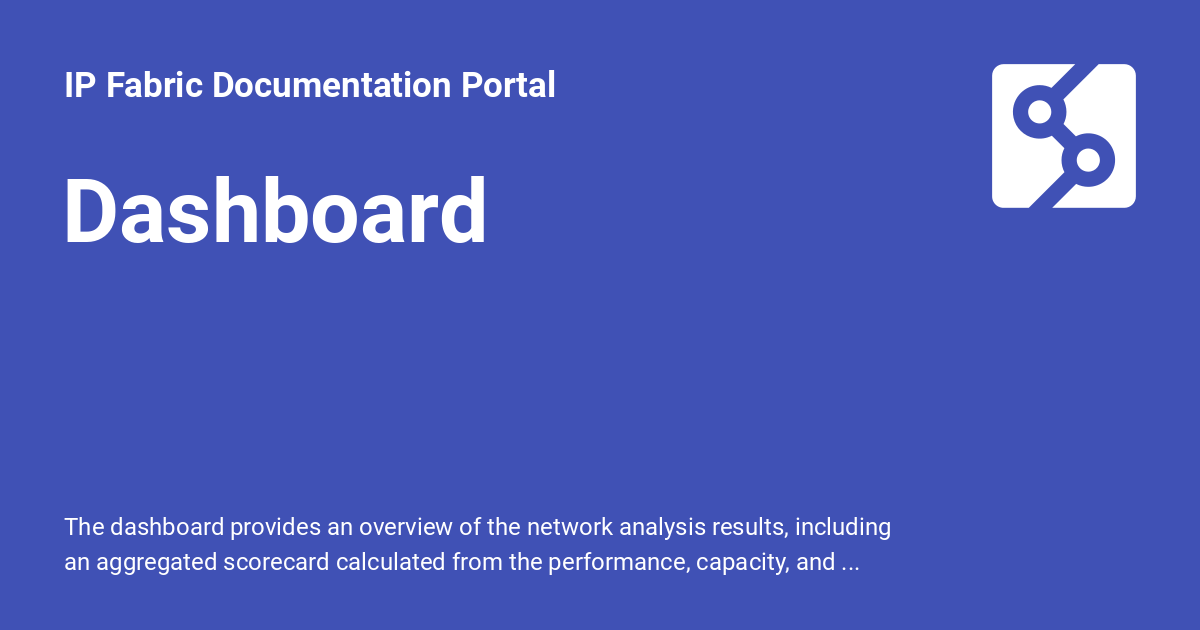 IP Fabric Documentation Portal
Dashboard
The dashboard provides an overview of the network analysis results, including
an aggregated scorecard calculated from the performance, capacity, and ...